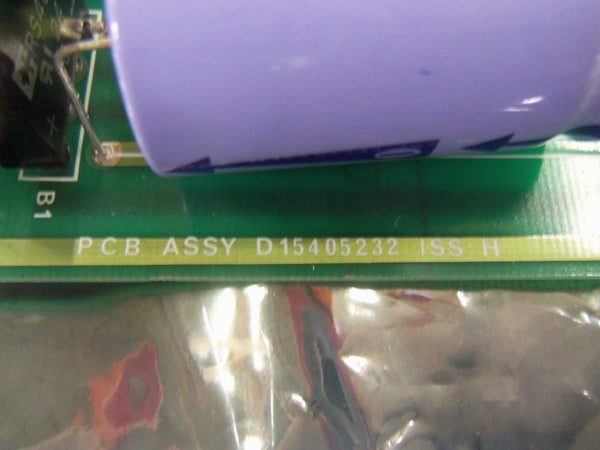 B1
PCB ASSY D15405232 ISS H